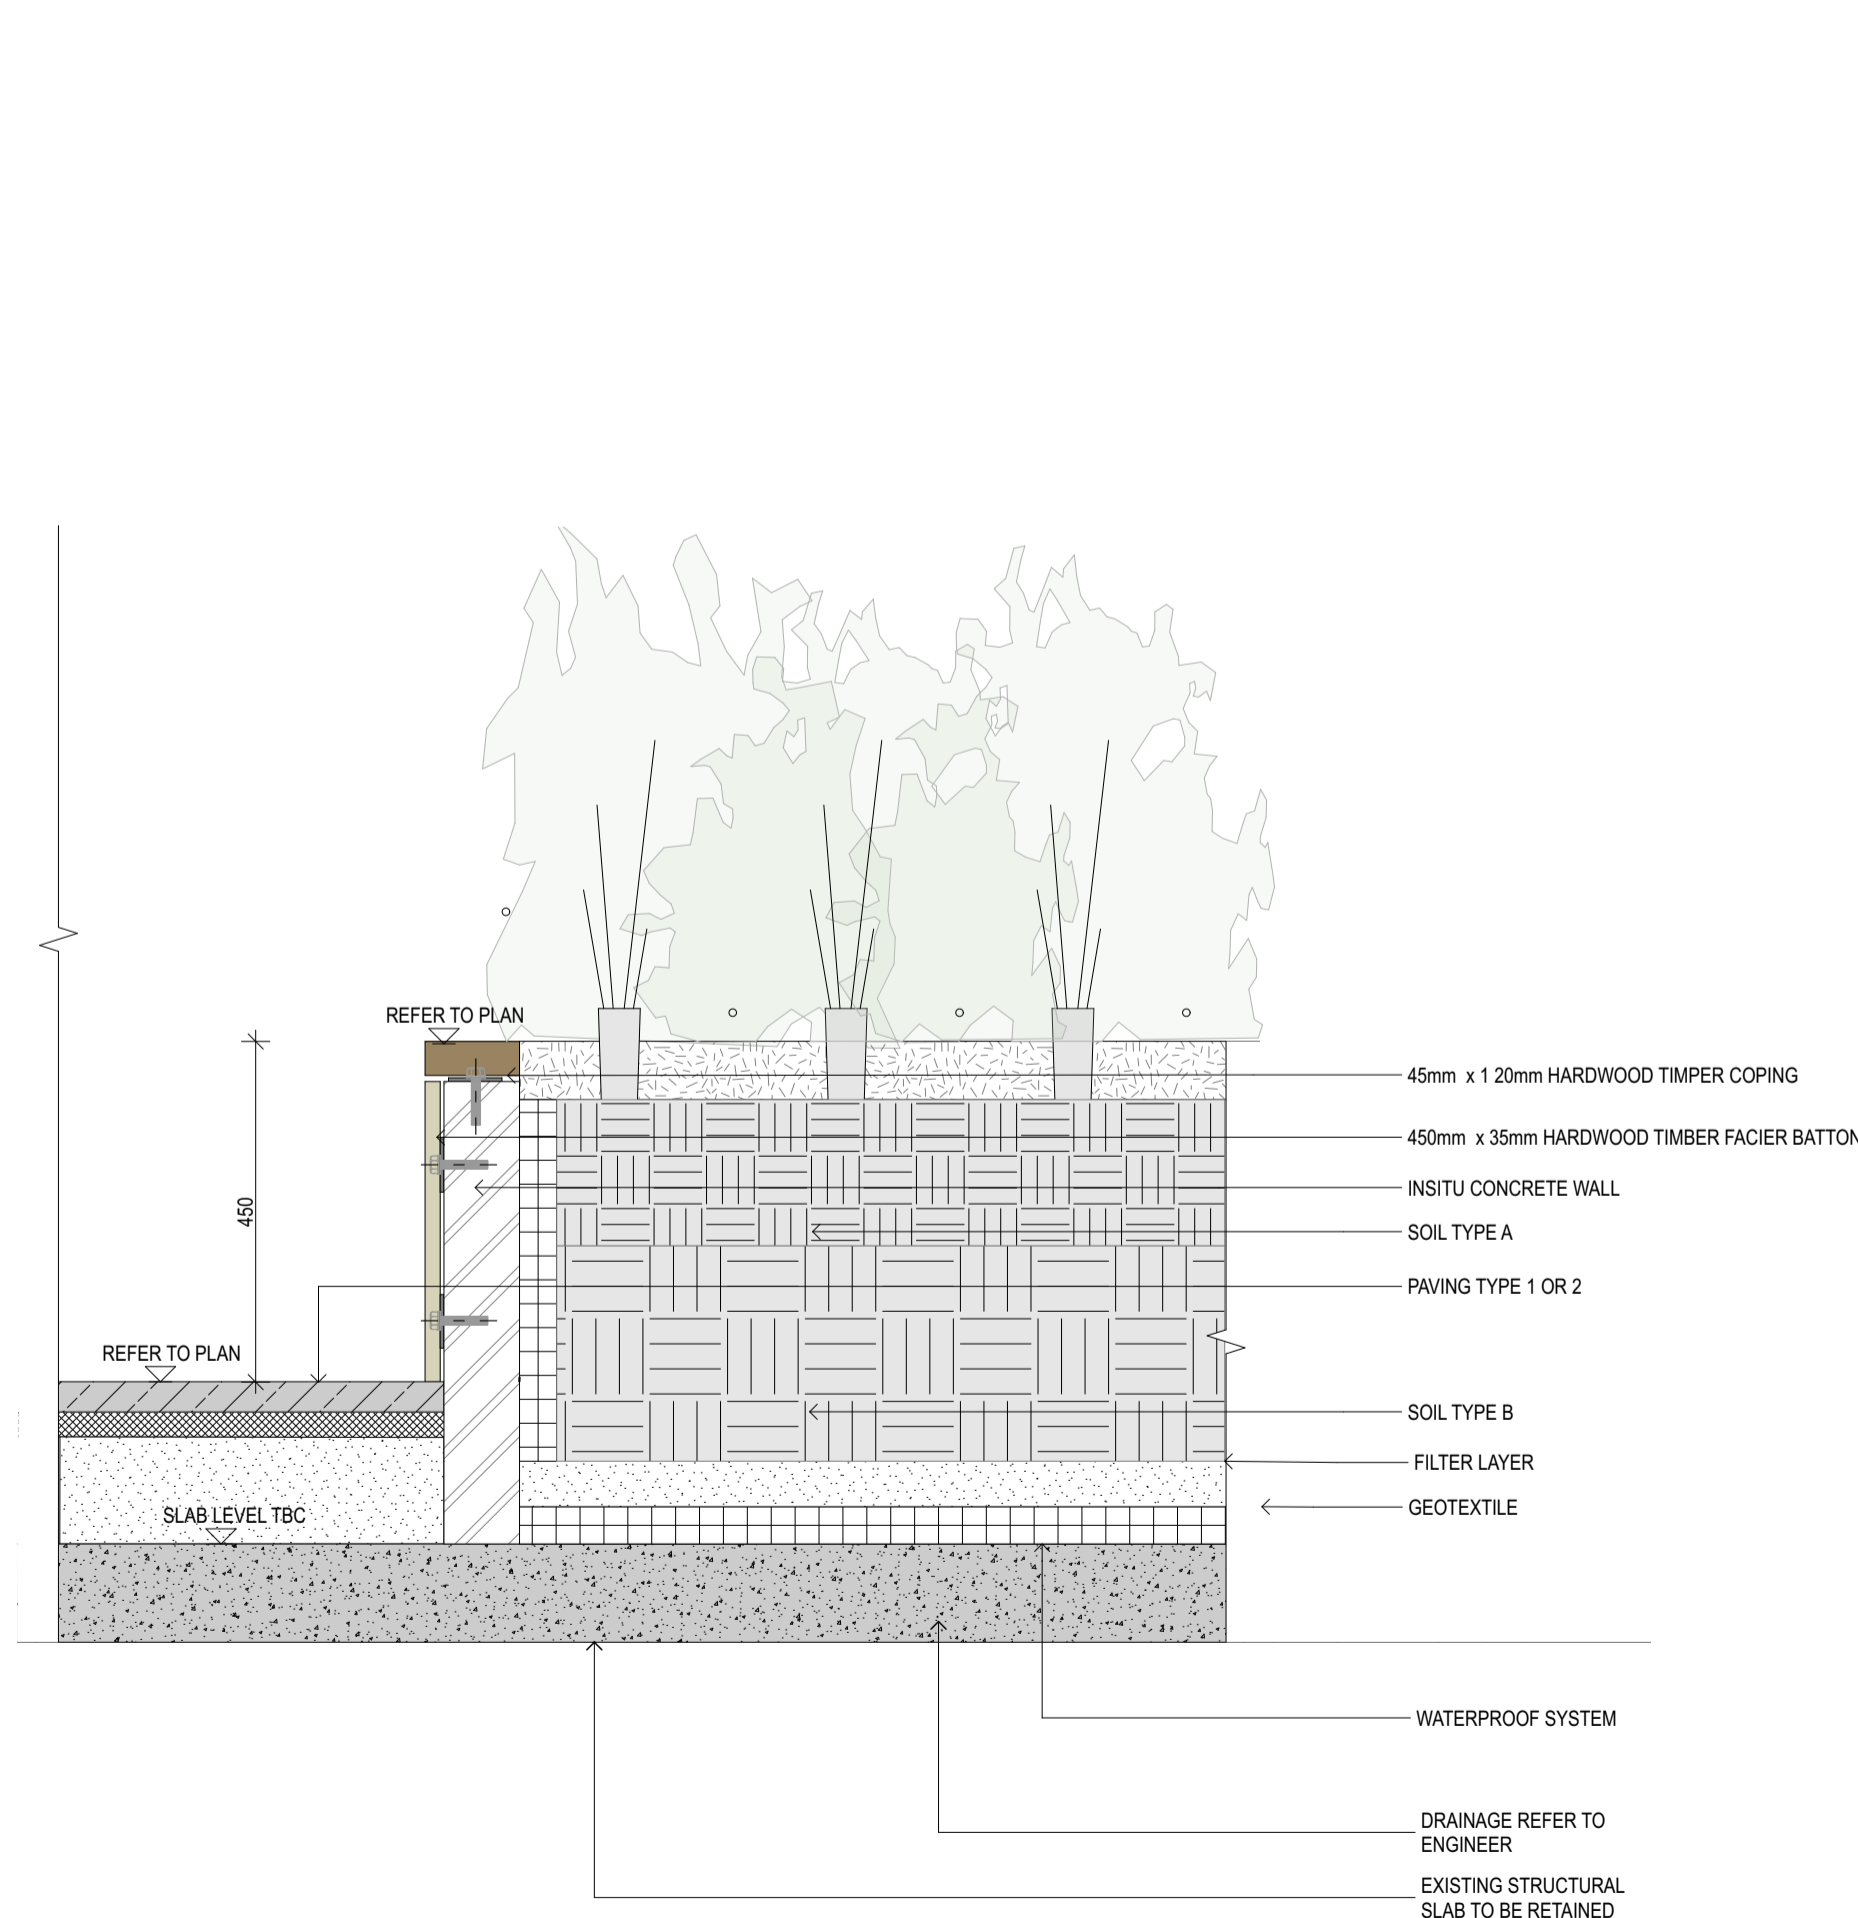 REFER TO PLAN
45mm x 1 20mm HARDWOOD TIMPER COPING
450mm x 35mm HARDWOOD TIMBER FACIER BATTON
INSITU CONCRETE WALL
450
SOIL TYPE A
PAVING TYPE 1 OR 2
REFER TO PLAN
SOIL TYPE B
FILTER LAYER
GEOTEXTILE
SLAB LEVEL TBC
WATERPROOF SYSTEM
DRAINAGE REFER TO
ENGINEER
EXISTING STRUCTURAL
SLAB TO BE RETAINED